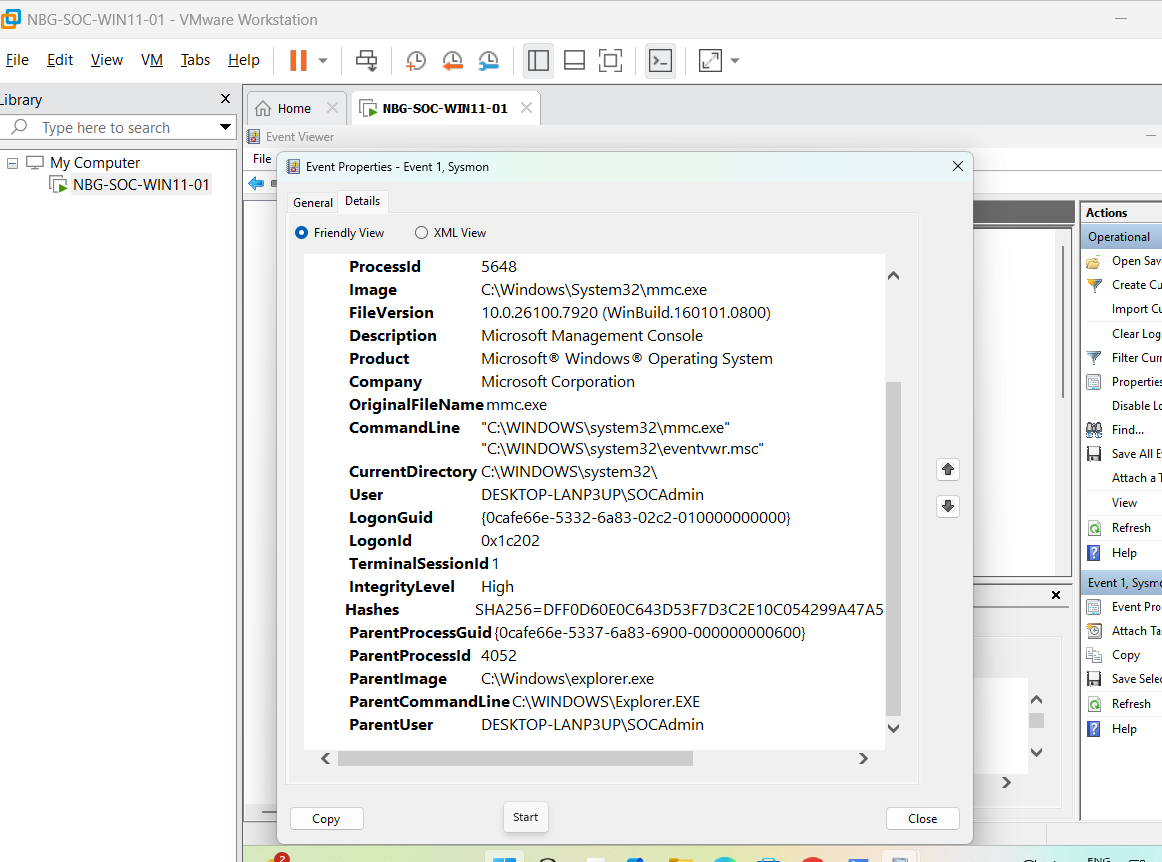 NBG-SOC-WIN11-01 - VMware Workstation
File Edit View VM Tabs Help
Library
Type here to search
My Computer
NBG-SOC-WIN11-01
Home
NBG-SOC-WIN11-01
Event Viewer
File
Event Properties - Event 1, Sysmon
General
Details
Friendly View
XML View
ProcessId 5648
Image C:\Windows\System32\mmc.exe
FileVersion 10.0.26100.7920 (WinBuild.160101.0800)
Description Microsoft Management Console
Product Microsoft® Windows® Operating System
Company Microsoft Corporation
OriginalFileName mmc.exe
CommandLine "C:\WINDOWS\system32\mmc.exe"
"C:\WINDOWS\system32\eventvwr.msc"
CurrentDirectory C:\WINDOWS\system32\
User DESKTOP-LANP3UP\SOCAdmin
LogonGuid {0cafe66e-5332-6a83-02c2-010000000000}
LogonId 0x1c202
TerminalSessionId 1
IntegrityLevel High
Hashes SHA256=DFF0D60E0C643D53F7D3C2E10C054299A47A5
ParentProcessGuid {0cafe66e-5337-6a83-6900-000000000600}
ParentProcessId 4052
ParentImage C:\Windows\explorer.exe
ParentCommandLine C:\WINDOWS\Explorer.EXE
ParentUser DESKTOP-LANP3UP\SOCAdmin
Copy
Start
Close
Actions
Operational
Open Sav
Create Cu
Import Cu
Clear Log
Filter Curr
Properties
Disable Lo
Find...
Save All E
Attach a T
View
Refresh
Help
Event 1, Sysmo
Event Pro
Attach Ta
Copy
Save Selec
Refresh
Help
2